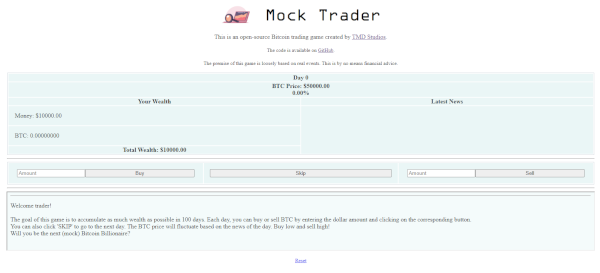 Mock Trader
This is an open-source Bitcoin trading game created by TMD Studios.
The code is available on GitHub
The premise of this game is loosely based on real events. This is by no means financial advice.
Day 0
BTC Price: $50000.00
0.00%
Your Wealth
Latest News
Money: $10000.00
BTC: 0.00000000
Total Wealth: $10000.00
Amount Buy Skip Amount Sell
Welcome trader!
The goal of this game is to accumulate as much wealth as possible in 100 days. Each day, you can buy or sell BTC by entering the dollar amount and clicking on the corresponding button.
You can also click 'SKIP' to go to the next day. The BTC price will fluctuate based on the news of the day. Buy low and sell high!
Will you be the next (mock) Bitcoin Billionaire?
Reset